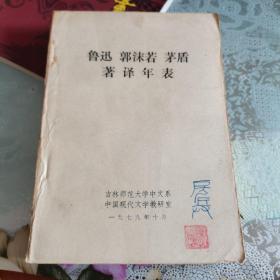 鲁迅 郭沫若 茅盾
著译年表
吉林师范大学中文系
中国现代文学教研室
一九七九年十月